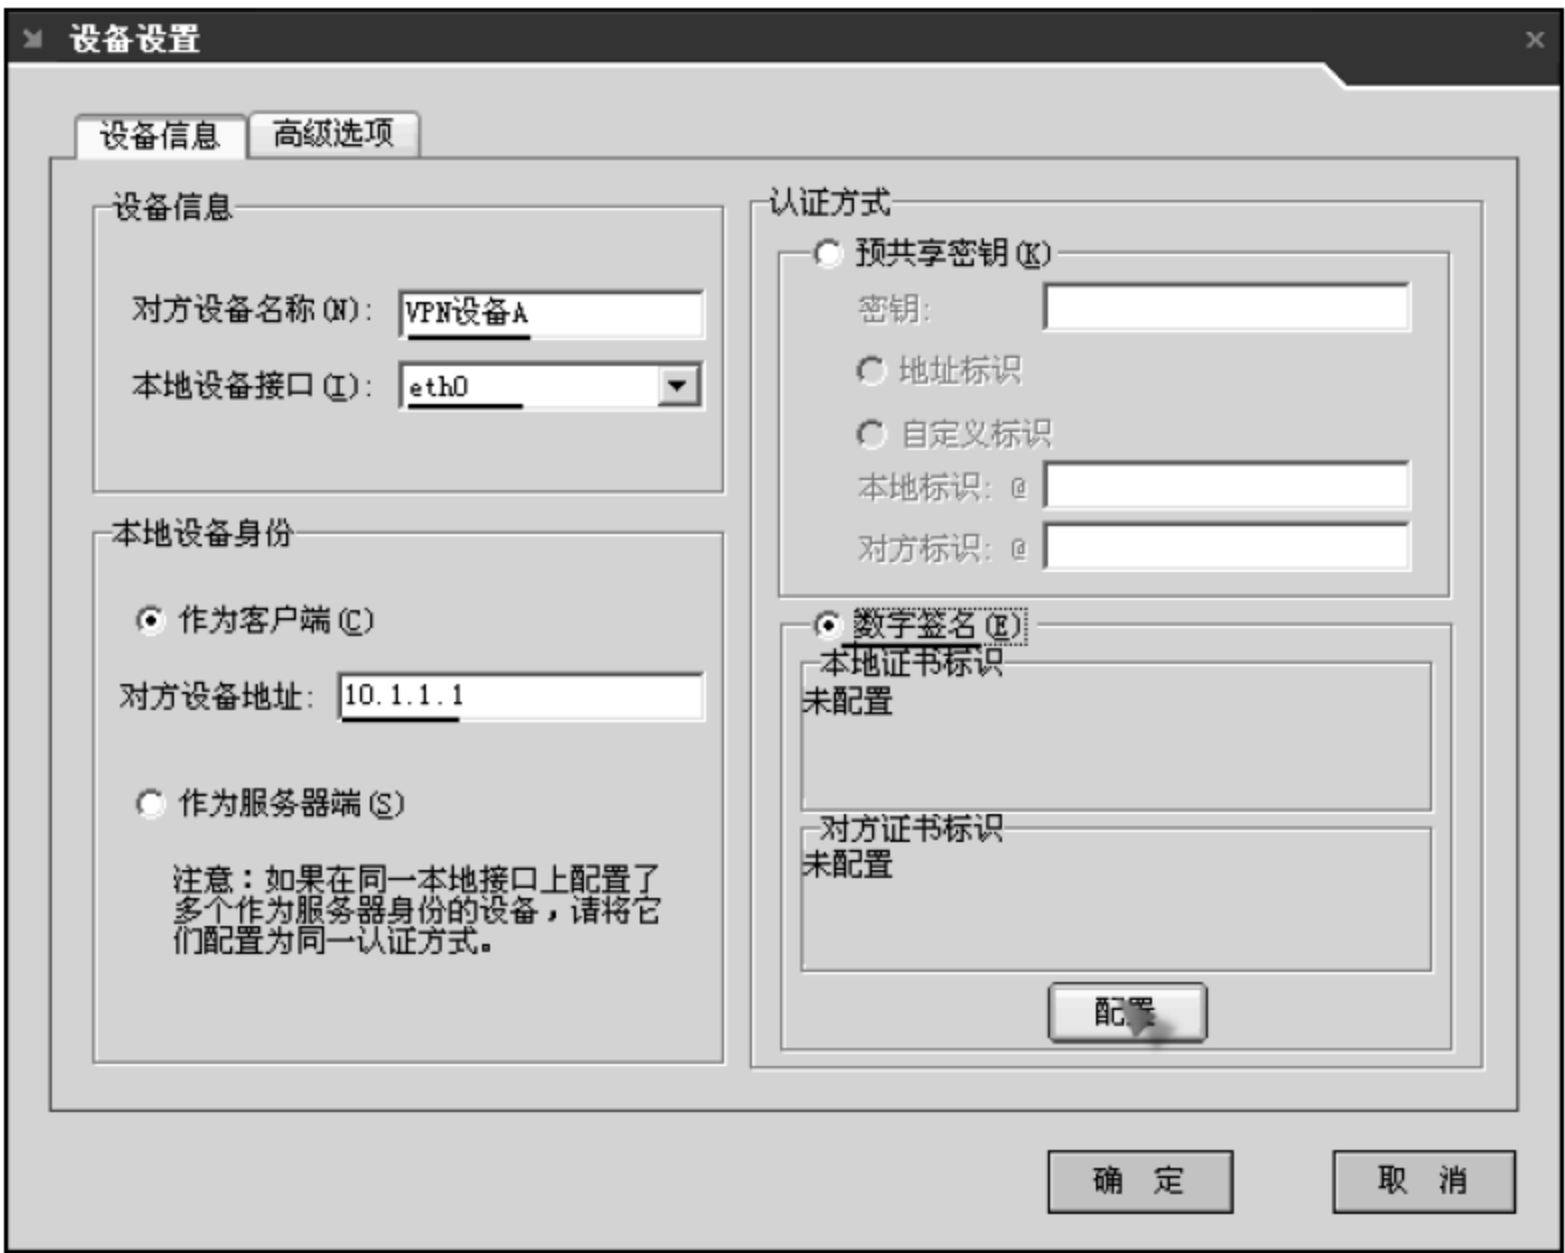 设备设置
设备信息
高级选项
设备信息
对方设备名称(N):
VPN设备A
本地设备接口(I):
eth0
本地设备身份
作为客户端(C)
对方设备地址:
10.1.1.1
作为服务器端(S)
注意：如果在同一本地接口上配置了
多个作为服务器身份的设备，请将它
们配置为同一认证方式。
认证方式
预共享密钥(K)
密钥:
地址标识
自定义标识
本地标识: @
对方标识: @
数字签名(E)
本地证书标识
未配置
对方证书标识
未配置
配置
确 定
取 消